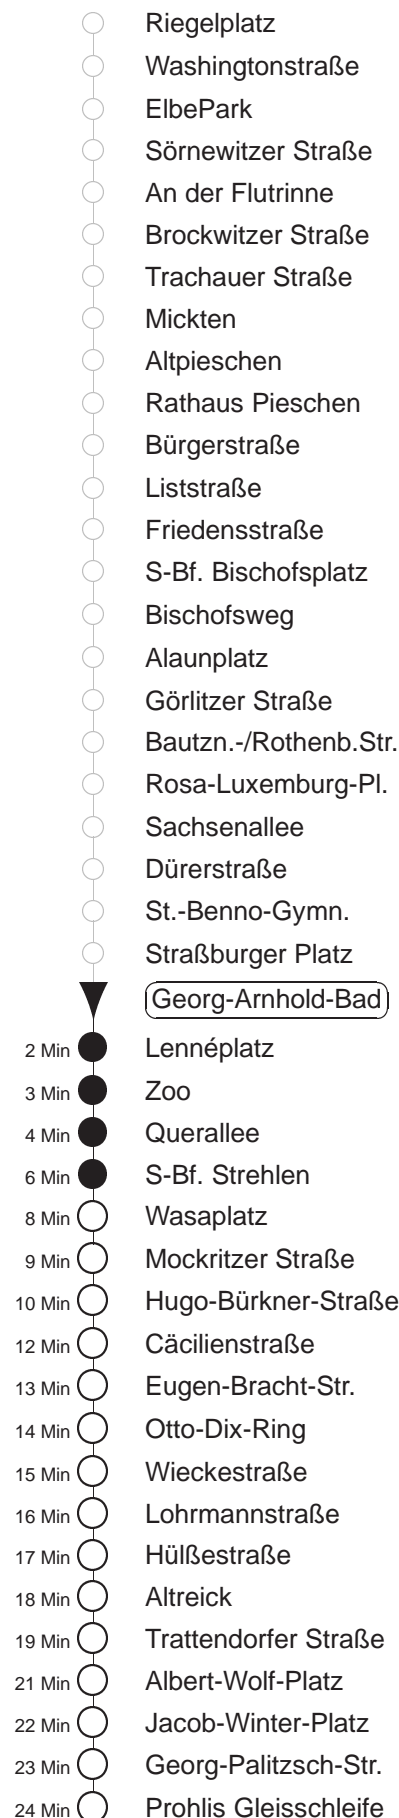 Riegelplatz
Washingtonstraße
ElbePark
Sörnewitzer Straße
An der Flutrinne
Brockwitzer Straße
Trachauer Straße
Mickten
Altpieschen
Rathaus Pieschen
Bürgerstraße
Liststraße
Friedensstraße
S-Bf. Bischofsplatz
Bischofsweg
Alaunplatz
Görlitzer Straße
Bautzn.-/Rothenb.Str.
Rosa-Luxemburg-Pl.
Sachsenallee
Dürerstraße
St.-Benno-Gymn.
Straßburger Platz
Georg-Arnhold-Bad
2 Min Lennéplatz
3 Min Zoo
4 Min Querallee
6 Min S-Bf. Strehlen
8 Min Wasaplatz
9 Min Mockritzer Straße
10 Min Hugo-Bürkner-Straße
12 Min Cäcilienstraße
13 Min Eugen-Bracht-Str.
14 Min Otto-Dix-Ring
15 Min Wieckestraße
16 Min Lohrmannstraße
17 Min Hülßestraße
18 Min Altreick
19 Min Trattendorfer Straße
21 Min Albert-Wolf-Platz
22 Min Jacob-Winter-Platz
23 Min Georg-Palitzsch-Str.
24 Min Prohlis Gleisschleife